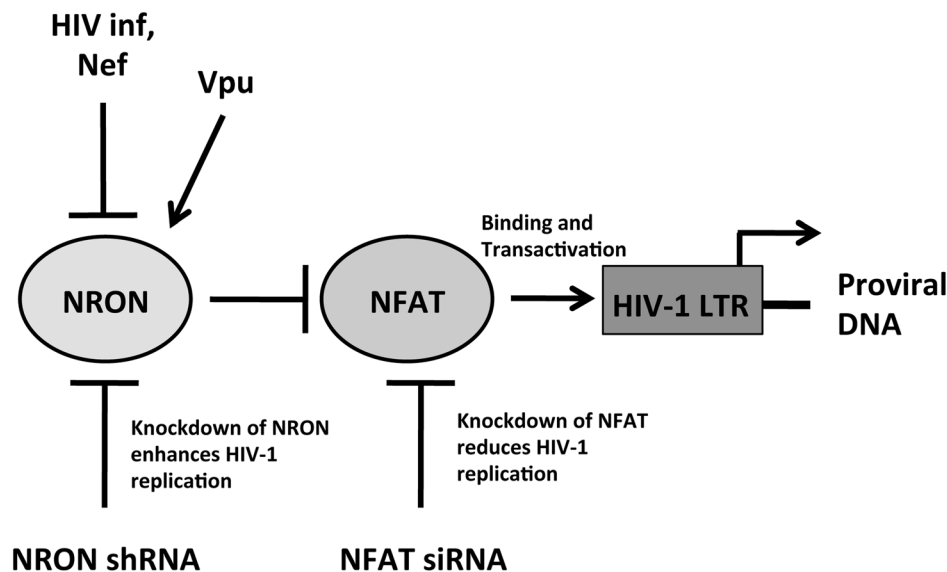 HIV inf,
Nef
Vpu
Binding and
Transactivation
NRON
NFAT
HIV-1 LTR
Proviral
DNA
Knockdown of NRON
enhances HIV-1
replication
Knockdown of NFAT
reduces HIV-1
replication
NRON shRNA
NFAT siRNA